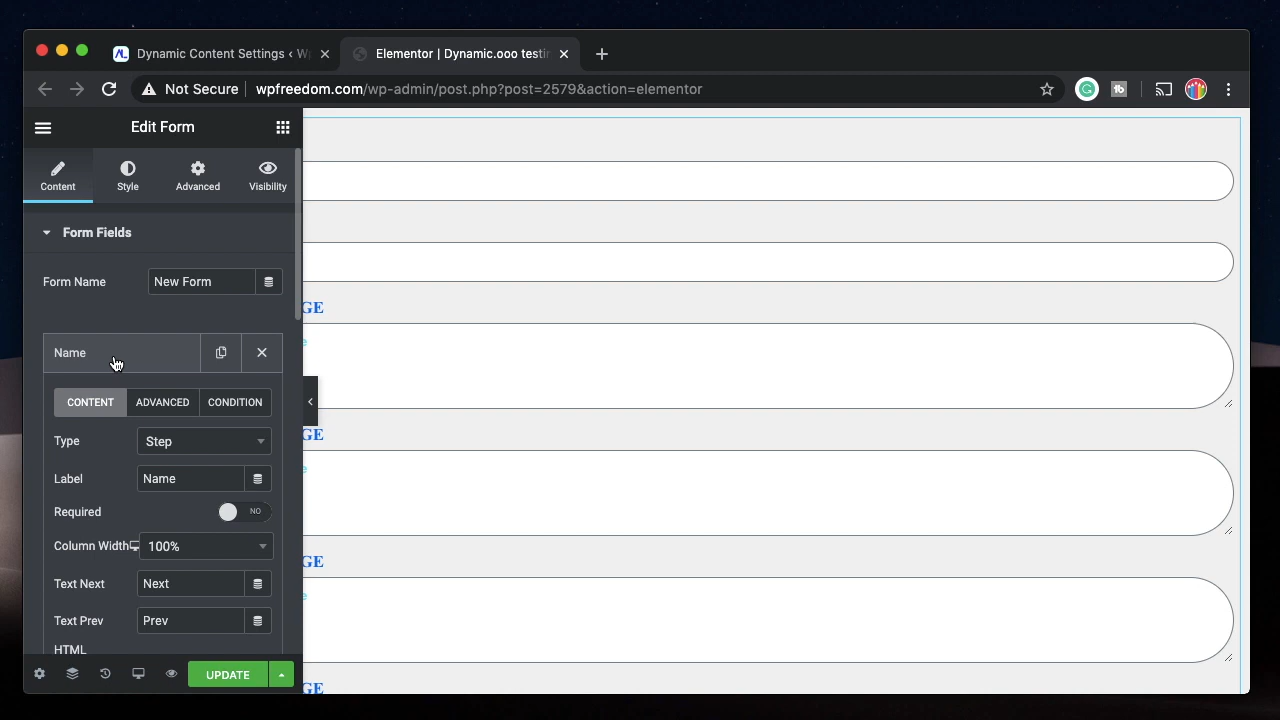 Dynamic Content Settings ‹ W
Elementor | Dynamic.ooo testi
Not Secure
wpfreedom.com/wp-admin/post.php?post=2579&action=elementor
Edit Form
Content
Style
Advanced
Visibility
Form Fields
Form Name
New Form
Name
CONTENT
ADVANCED
CONDITION
Type
Step
Label
Name
Required
NO
Column Width
100%
Text Next
Next
Text Prev
Prev
HTML
UPDATE
GE
e
GE
e
GE
e
GE